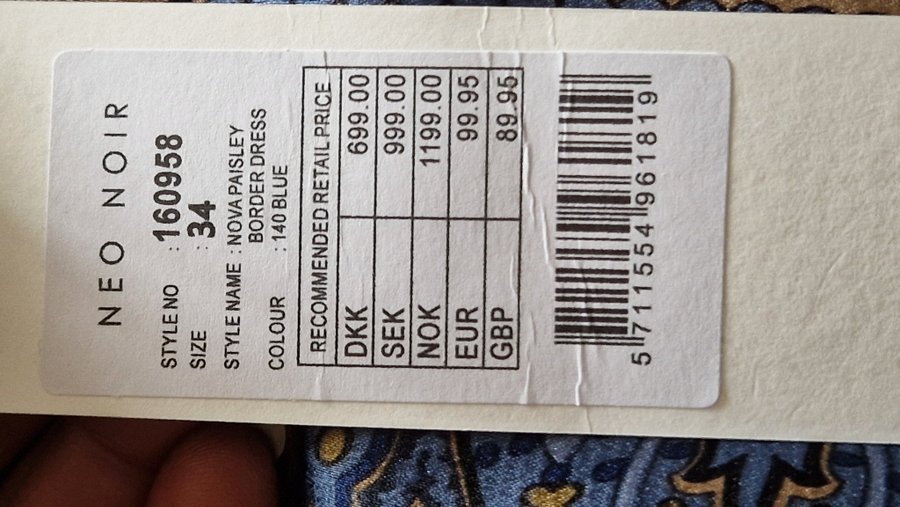 NEO NOIR
STYLE NO : 160958
SIZE : 34
STYLE NAME : NOVA PAISLEY
BORDER DRESS
COLOUR : 140 BLUE
RECOMMENDED RETAIL PRICE
DKK 699.00
SEK 999.00
NOK 1199.00
EUR 99.95
GBP 89.95
5 711554 961819